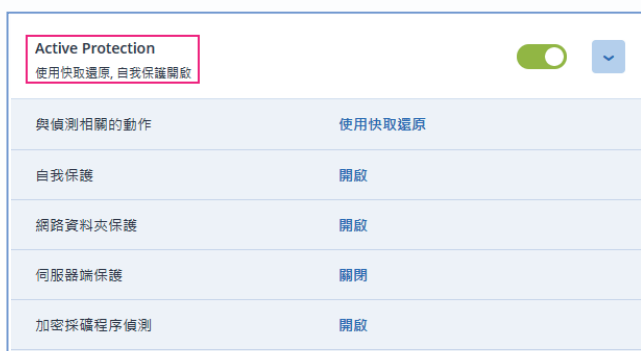 Active Protection
使用快取還原, 自我保護開啟
與偵測相關的動作 使用快取還原
自我保護 開啟
網路資料夾保護 開啟
伺服器端保護 關閉
加密採礦程序偵測 開啟